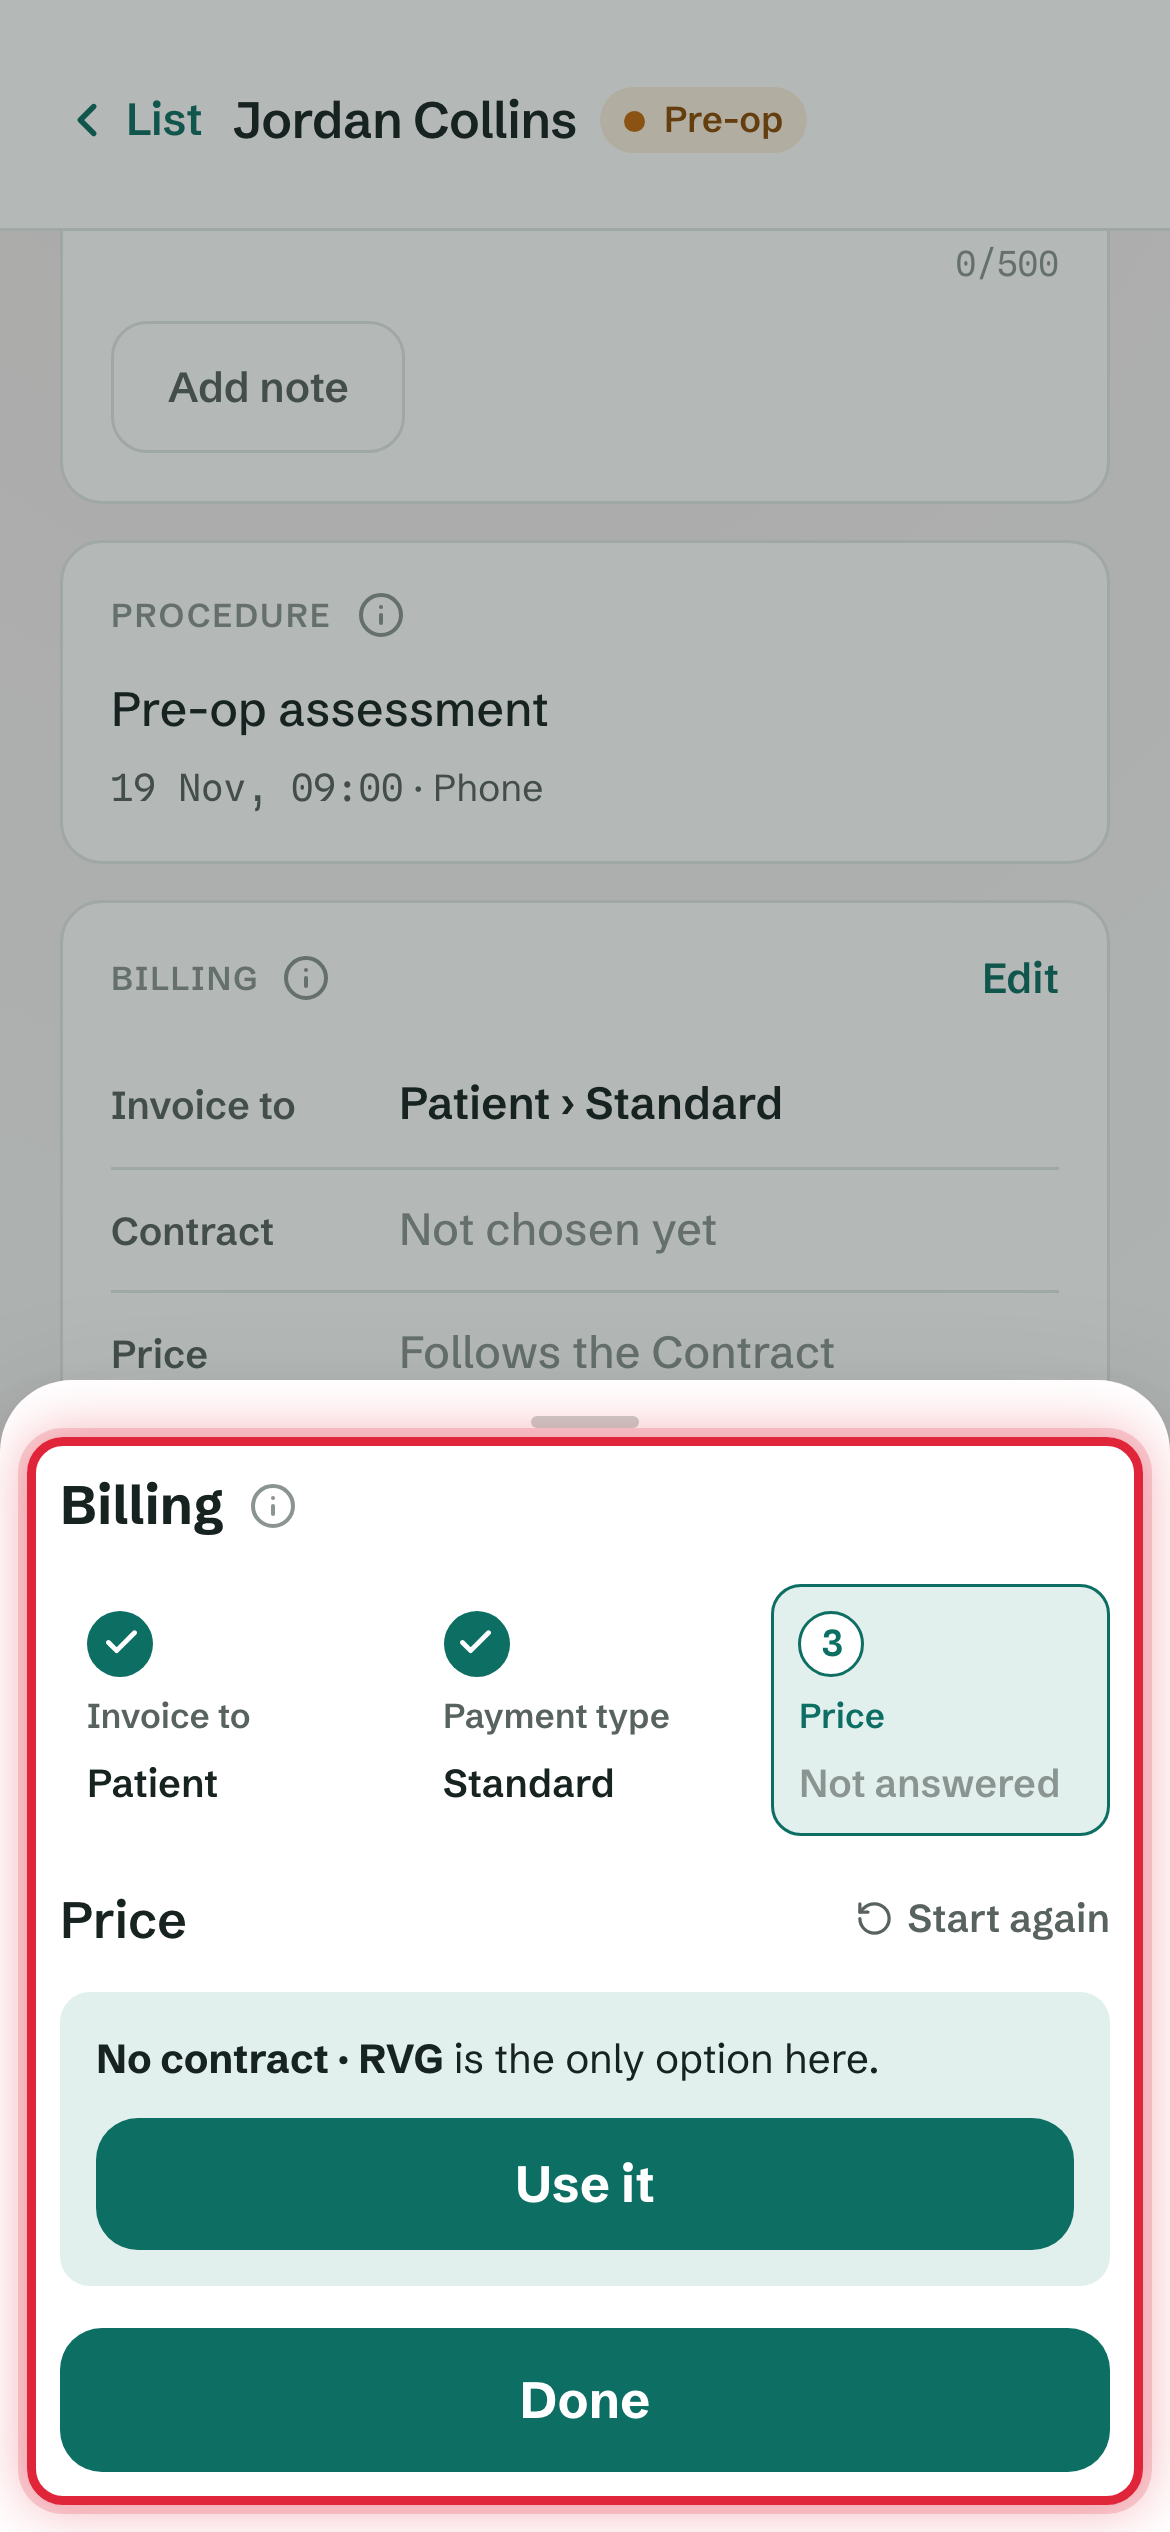 List Jordan Collins Pre-op
0/500
Add note
PROCEDURE
Pre-op assessment
19 Nov, 09:00 · Phone
BILLING Edit
Invoice to Patient › Standard
Contract Not chosen yet
Price Follows the Contract
Billing
3
Invoice to Payment type Price
Patient Standard Not answered
Price Start again
No contract · RVG is the only option here.
Use it
Done